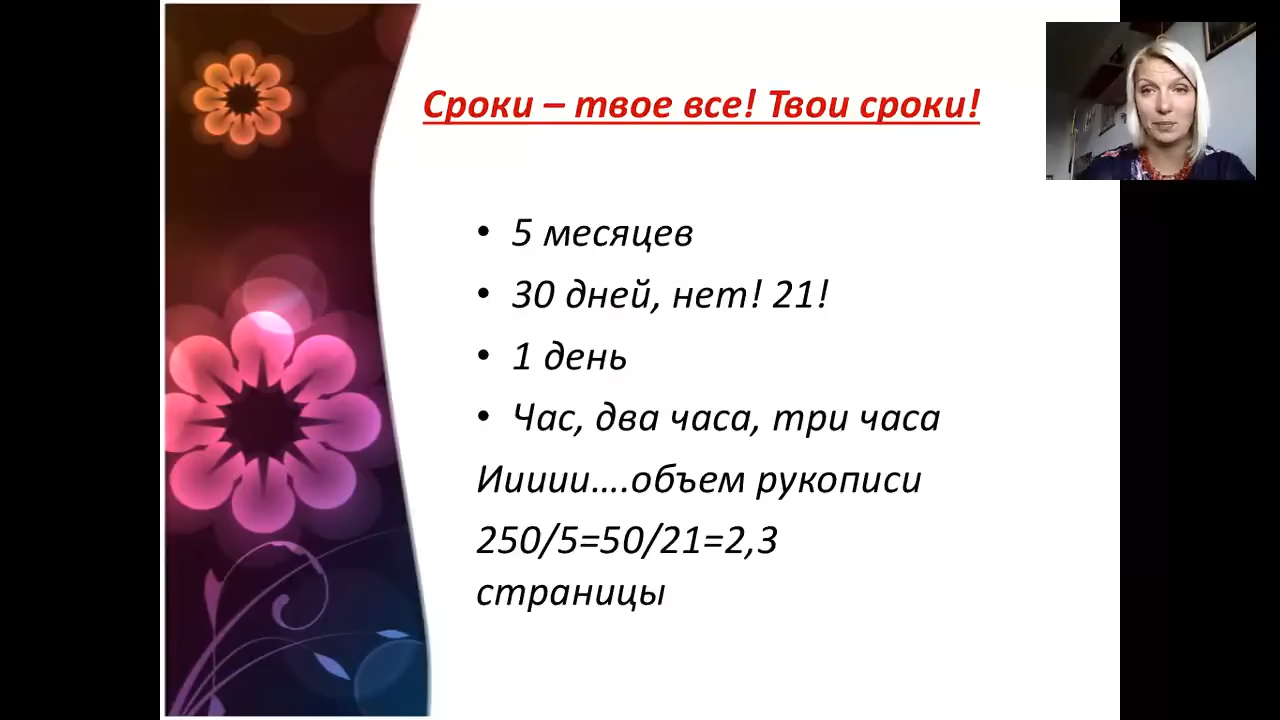 Сроки – твое все! Твои сроки!
• 5 месяцев
• 30 дней, нет! 21!
• 1 день
• Час, два часа, три часа
Иииии….объем рукописи
250/5=50/21=2,3
страницы